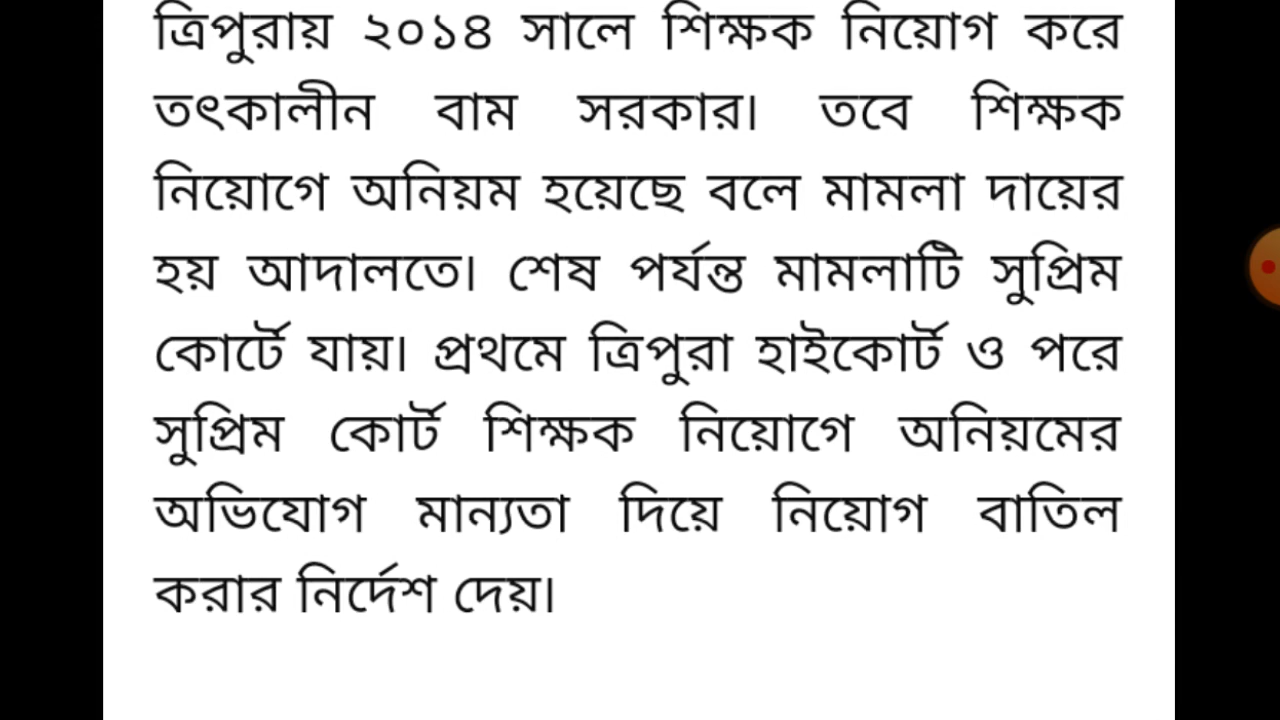 ত্রিপুরায় ২০১৪ সালে শিক্ষক নিয়োগ করে
তৎকালীন বাম সরকার। তবে শিক্ষক
নিয়োগে অনিয়ম হয়েছে বলে মামলা দায়ের
হয় আদালতে। শেষ পর্যন্ত মামলাটি সুপ্রিম
কোর্টে যায়। প্রথমে ত্রিপুরা হাইকোর্ট ও পরে
সুপ্রিম কোর্ট শিক্ষক নিয়োগে অনিয়মের
অভিযোগ মান্যতা দিয়ে নিয়োগ বাতিল
করার নির্দেশ দেয়।